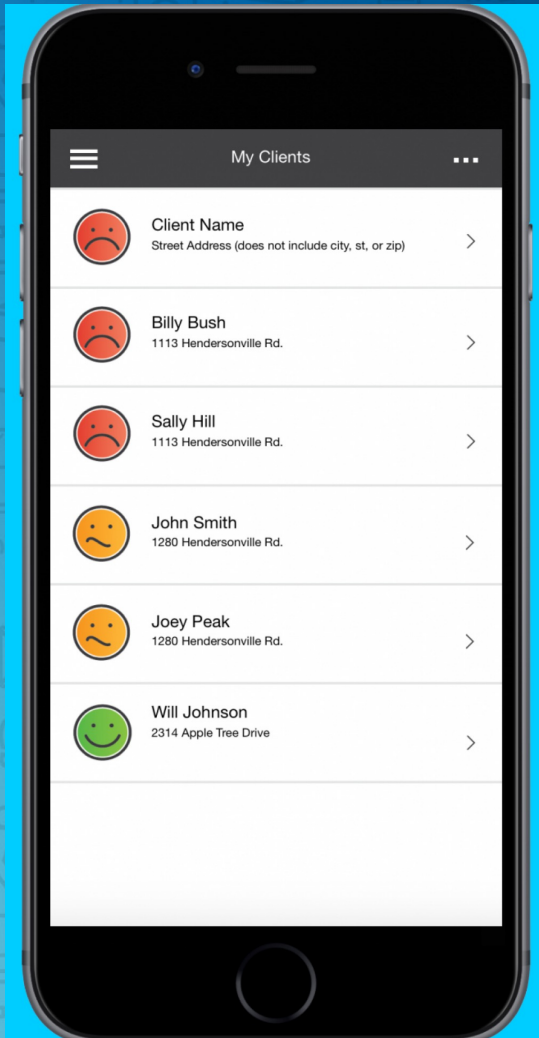 My Clients
Client Name
Street Address (does not include city, st, or zip)
Billy Bush
1113 Hendersonville Rd.
Sally Hill
1113 Hendersonville Rd.
John Smith
1280 Hendersonville Rd.
Joey Peak
1280 Hendersonville Rd.
Will Johnson
2314 Apple Tree Drive